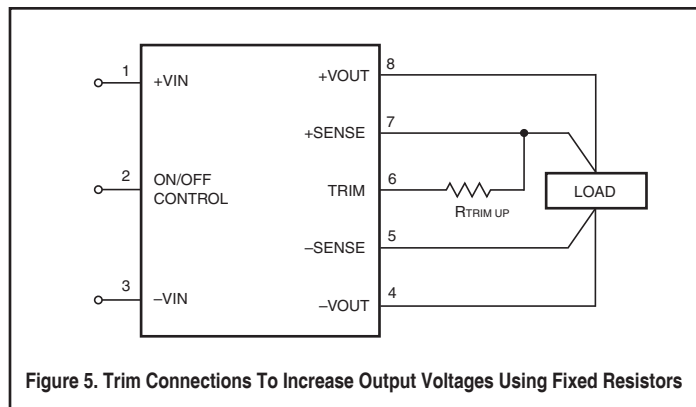 1
+VIN
2
ON/OFF
CONTROL
3
–VIN
+VOUT
8
+SENSE
7
TRIM
6
RTRIM UP
–SENSE
5
–VOUT
4
LOAD
Figure 5. Trim Connections To Increase Output Voltages Using Fixed Resistors